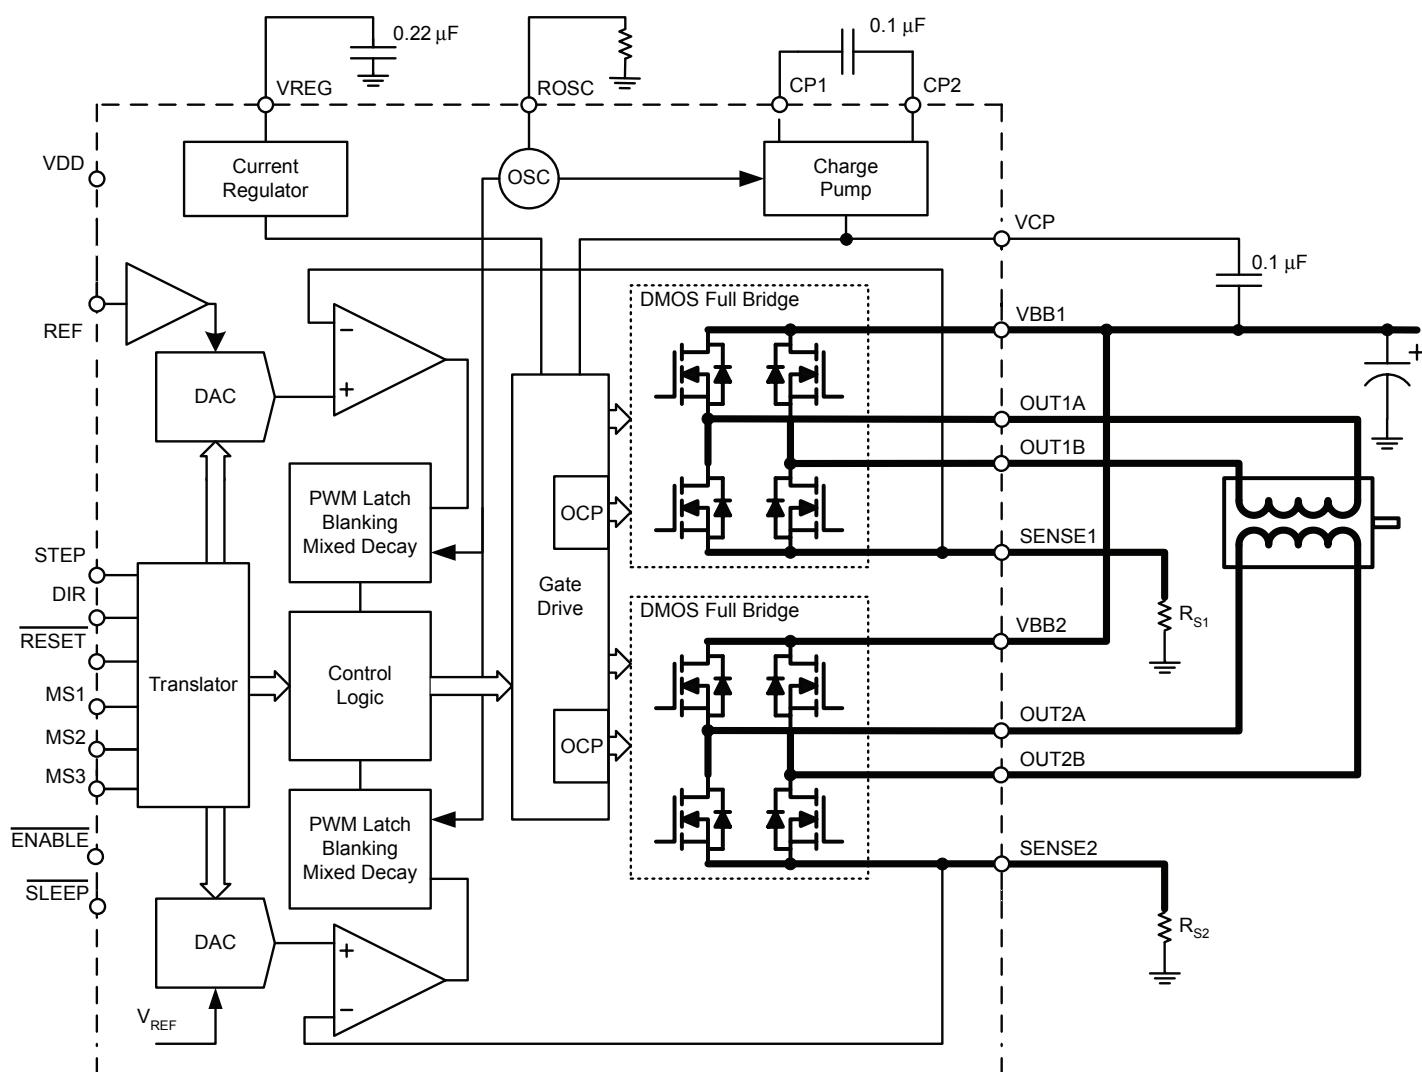 0.22 µF
0.1 µF
VREG
ROSC
CP1
CP2
VDD
Current
Regulator
OSC
Charge
Pump
VCP
0.1 µF
REF
DMOS Full Bridge
VBB1
−
+
+
DAC
OUT1A
OUT1B
PWM Latch
Blanking
Mixed Decay
OCP
SENSE1
STEP
DIR
RESET
MS1
MS2
MS3
Translator
Control
Logic
Gate
Drive
DMOS Full Bridge
RS1
VBB2
OUT2A
OCP
OUT2B
ENABLE
SLEEP
PWM Latch
Blanking
Mixed Decay
SENSE2
DAC
+
−
RS2
VREF